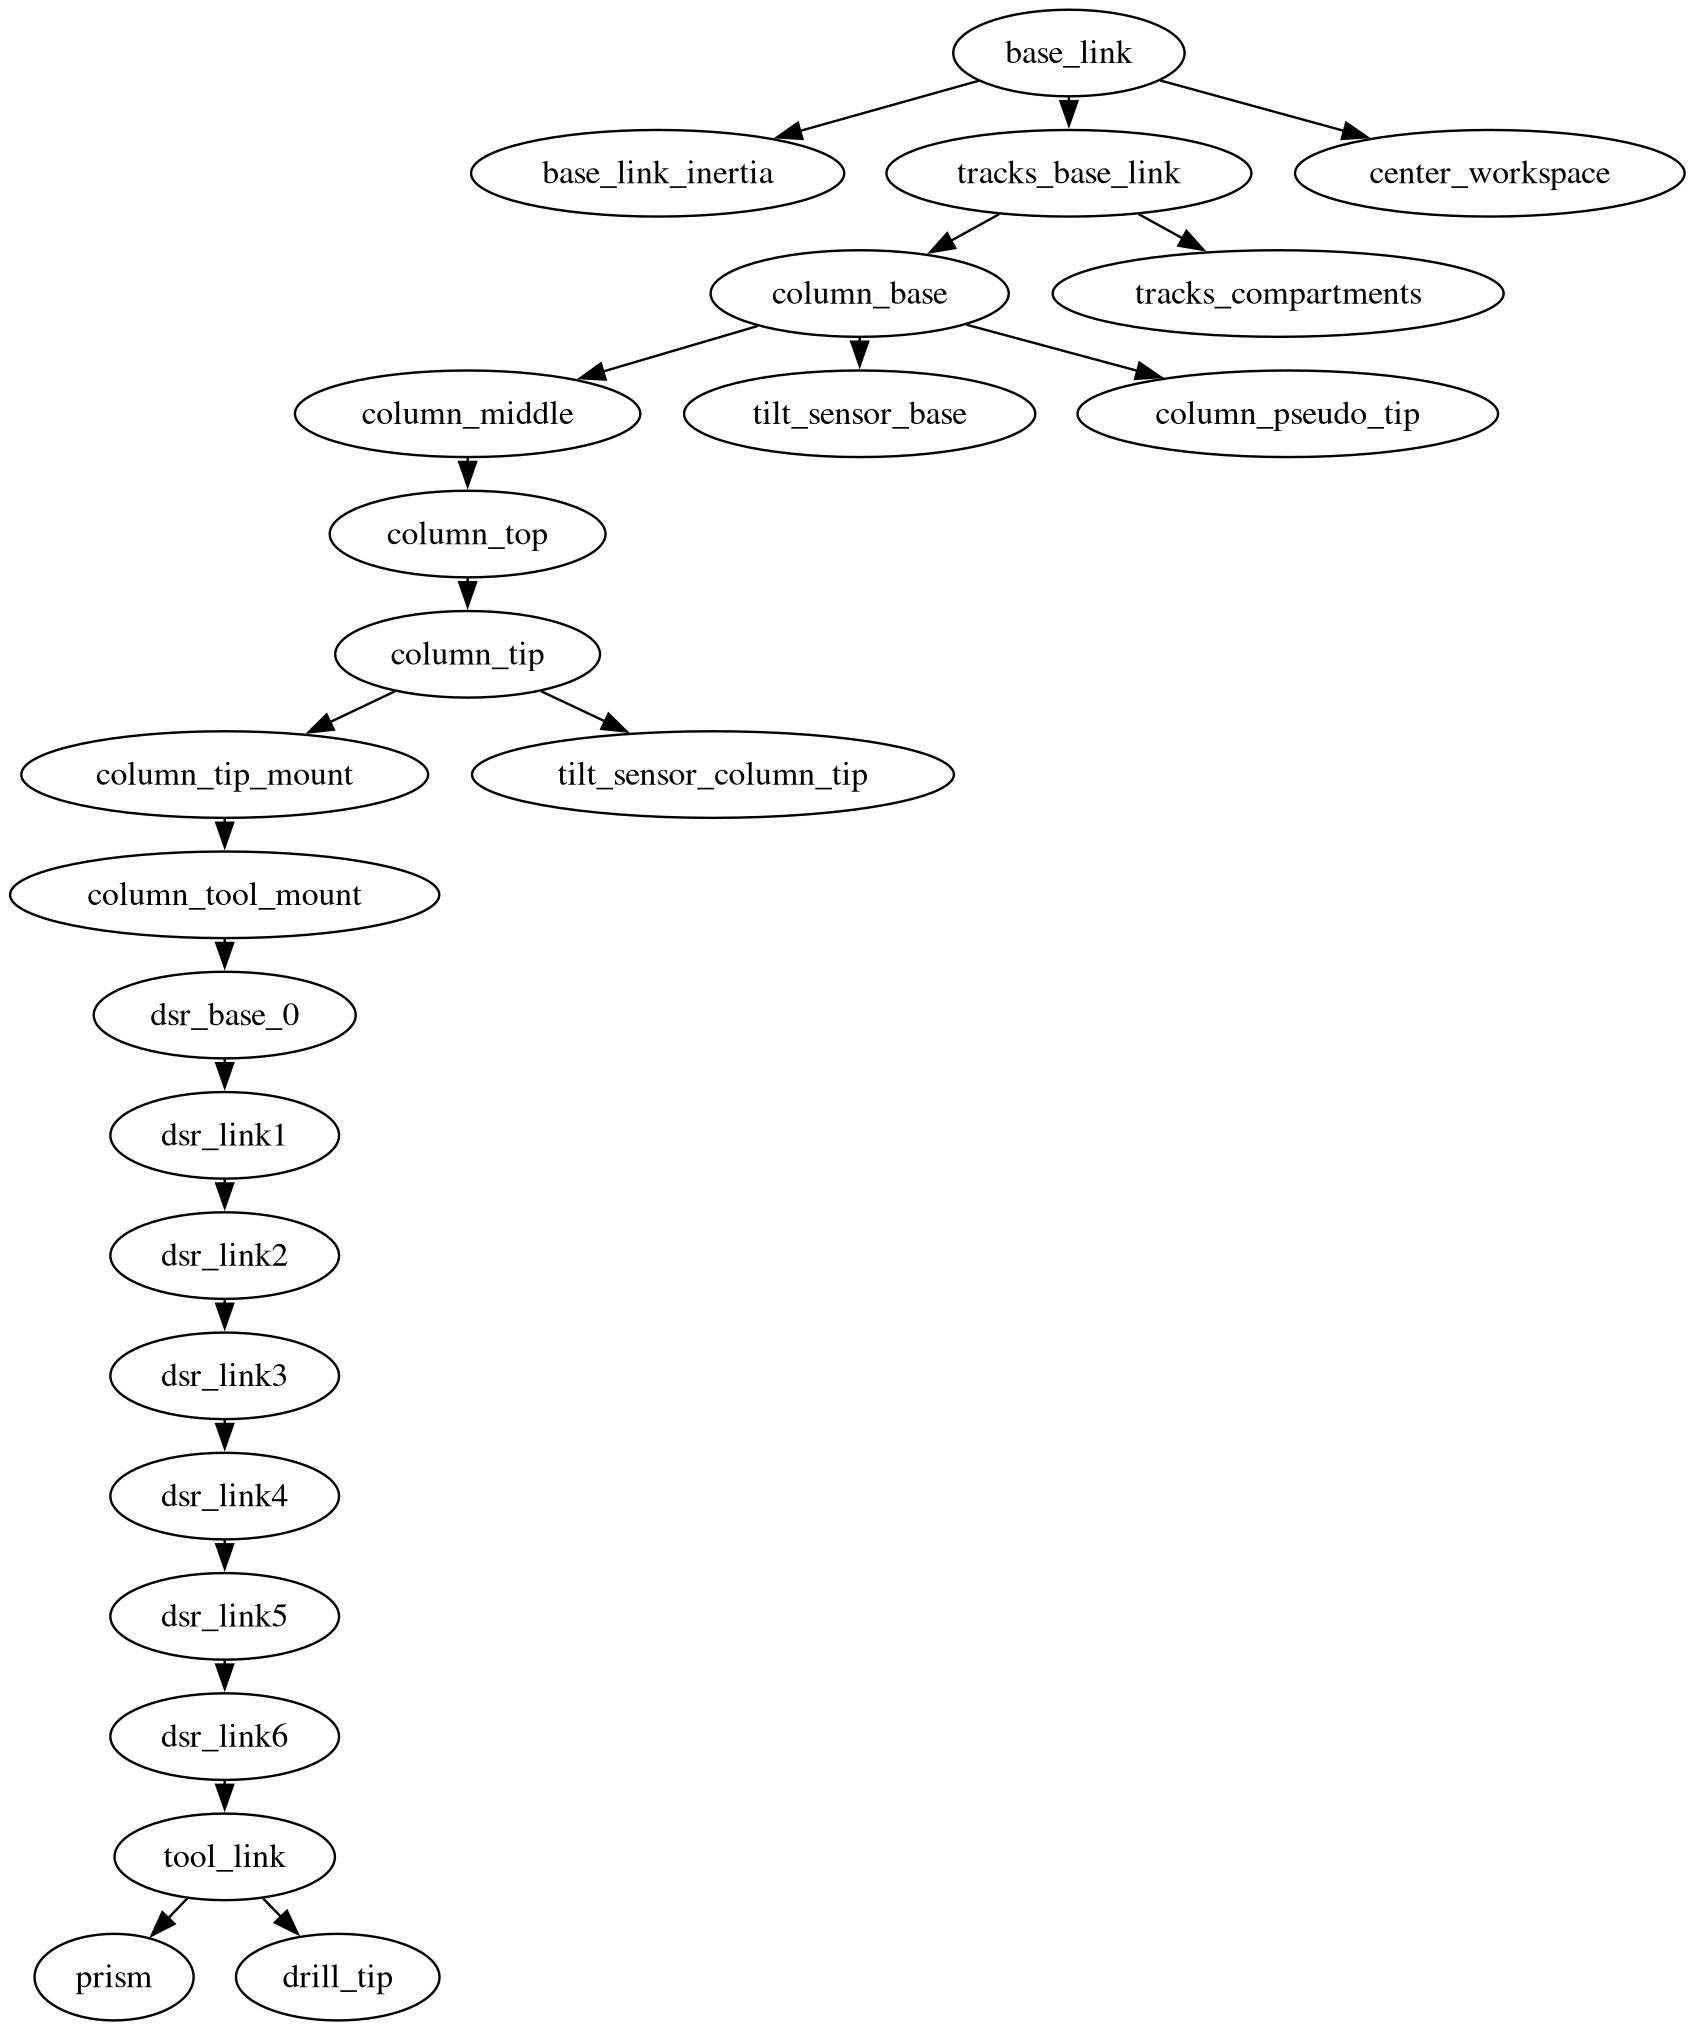 base_link
base_link_inertia
tracks_base_link
center_workspace
column_base
tracks_compartments
column_middle
tilt_sensor_base
column_pseudo_tip
column_top
column_tip
column_tip_mount
tilt_sensor_column_tip
column_tool_mount
dsr_base_0
dsr_link1
dsr_link2
dsr_link3
dsr_link4
dsr_link5
dsr_link6
tool_link
prism
drill_tip